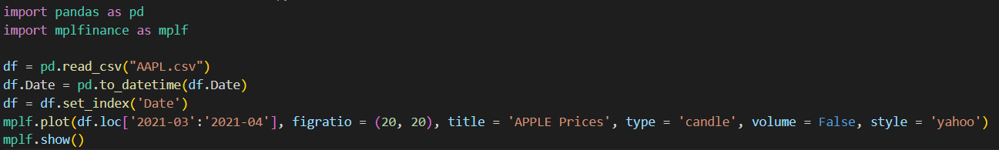 import pandas as pd
import mplfinance as mplf
df = pd.read_csv("AAPL.csv")
df.Date = pd.to_datetime(df.Date)
df = df.set_index('Date')
mplf.plot(df.loc['2021-03':'2021-04'], figratio = (20, 20), title = 'APPLE Prices', type = 'candle', volume = False, style = 'yahoo')
mplf.show()